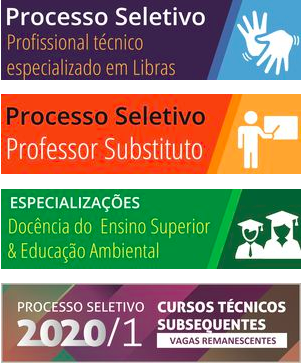 Processo Seletivo
Profissional técnico
especializado em Libras
Processo Seletivo
Professor Substituto
ESPECIALIZAÇÕES
Docência do Ensino Superior
& Educação Ambiental
PROCESSO SELETIVO
2020/1
CURSOS TÉCNICOS
SUBSEQUENTES
VAGAS REMANESCENTES